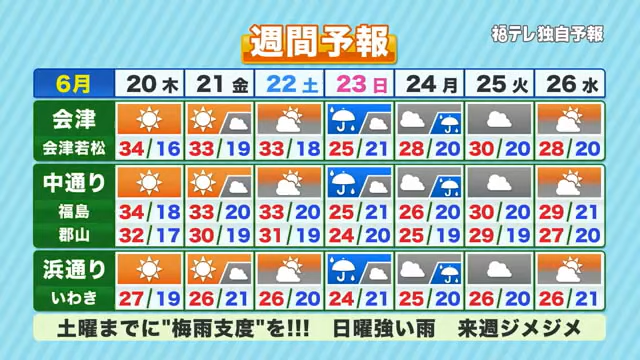 福テレ独自予報
週間予報
6月 20木 21金 22土 23日 24月 25火 26水
会津
会津若松 34/16 33/19 33/18 25/21 28/20 30/20 28/20
中通り
福島 34/18 33/20 33/20 25/21 26/20 30/20 29/21
郡山 32/17 30/19 31/19 24/20 25/20 29/19 27/20
浜通り
いわき 27/19 26/21 26/20 24/21 25/20 26/20 26/21
土曜までに"梅雨支度"を!!! 日曜強い雨 来週ジメジメ